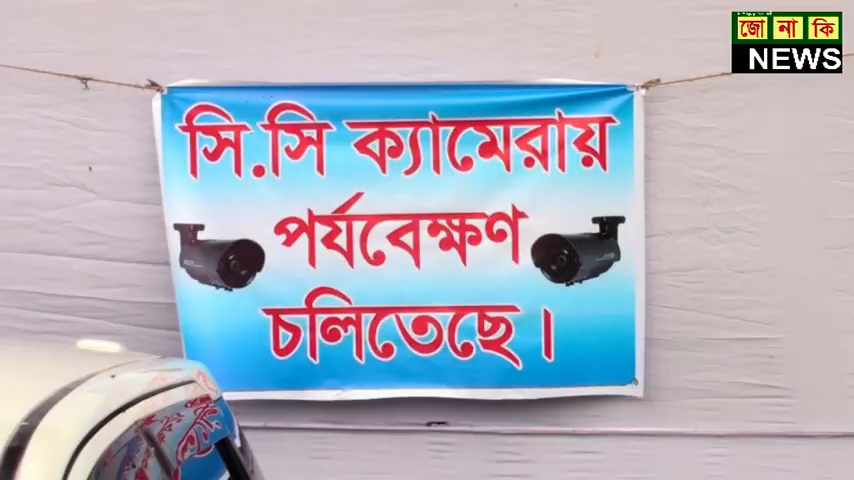 জো না কি
NEWS
সি.সি ক্যামেরায়
পর্যবেক্ষণ
চলিতেছে।